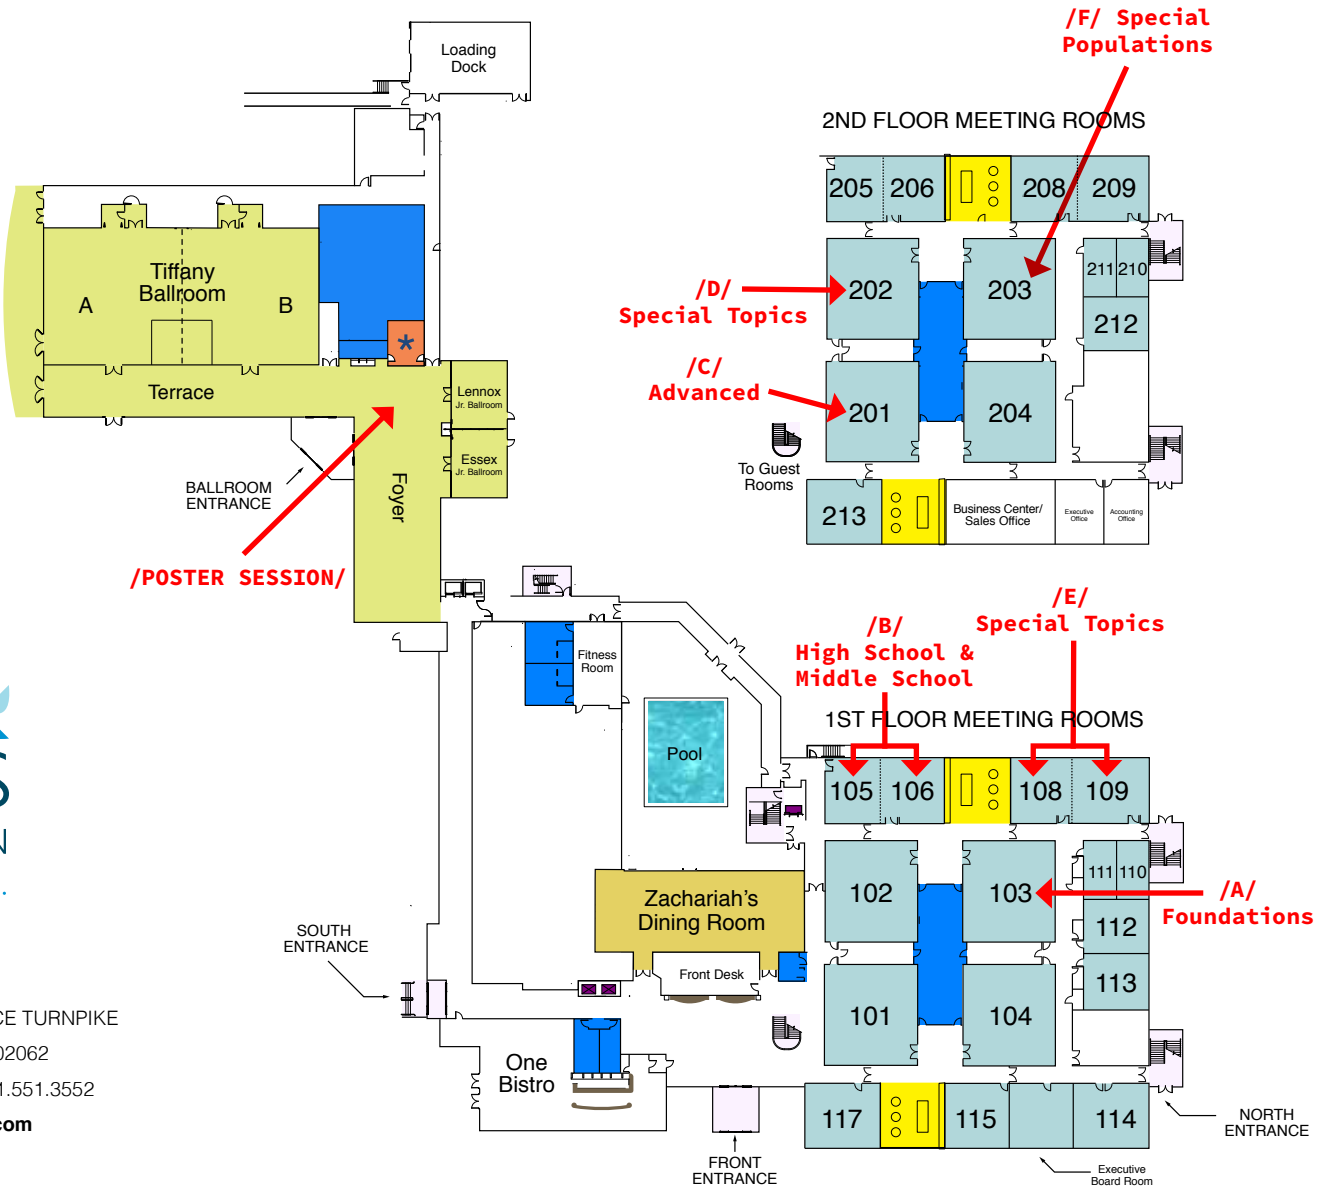 Loading
Dock
Tiffany
Ballroom
A
B
*
Terrace
Lennox
Jr. Ballroom
Essex
Jr. Ballroom
Foyer
BALLROOM
ENTRANCE
/POSTER SESSION/
/F/ Special
Populations
2ND FLOOR MEETING ROOMS
205
206
208
209
202
203
211
210
212
/D/
Special Topics
/C/
Advanced
201
204
To Guest
Rooms
213
Business Center/
Sales Office
Executive
Office
Accounting
Office
/B/
High School &
Middle School
/E/
Special Topics
1ST FLOOR MEETING ROOMS
105
106
108
109
102
103
111
110
112
113
/A/
Foundations
101
104
117
115
114
Executive
Board Room
NORTH
ENTRANCE
FRONT
ENTRANCE
Fitness
Room
Pool
Zachariah's
Dining Room
Front Desk
One
Bistro
SOUTH
ENTRANCE
CE TURNPIKE
02062
1.551.3552
com